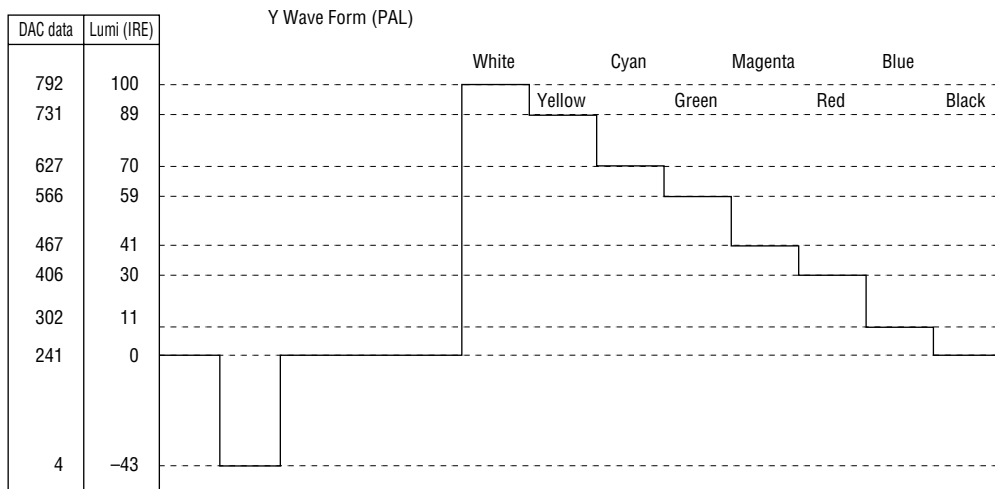 Y Wave Form (PAL)
DAC data Lumi (IRE)
White Cyan Magenta Blue
792 100
Yellow Green Red Black
731 89
627 70
566 59
467 41
406 30
302 11
241 0
4 –43